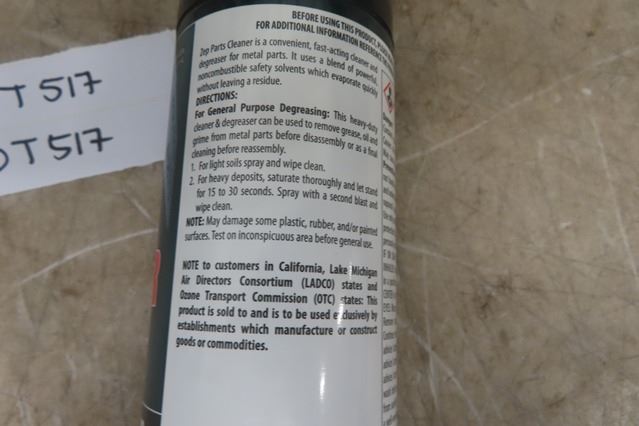 T 517
OT 517
BEFORE USING THIS PRODUCT,
FOR ADDITIONAL INFORMATION REFERENCE
Zep Parts Cleaner is a convenient, fast-acting cleaner and
degreaser for metal parts. It uses a blend of powerful,
noncombustible safety solvents which evaporate quickly
without leaving a residue.
DIRECTIONS:
For General Purpose Degreasing: This heavy-duty
cleaner & degreaser can be used to remove grease, oil and
grime from metal parts before disassembly or as a final
cleaning before reassembly.
1. For light soils spray and wipe clean.
2. For heavy deposits, saturate thoroughly and let stand
for 15 to 30 seconds. Spray with a second blast and
wipe clean.
NOTE: May damage some plastic, rubber, and/or painted
surfaces. Test on inconspicuous area before general use.
NOTE to customers in California, Lake Michigan
Air Directors Consortium (LADCO) states and
Ozone Transport Commission (OTC) states: This
product is sold to and is to be used exclusively by
establishments which manufacture or construct
goods or commodities.